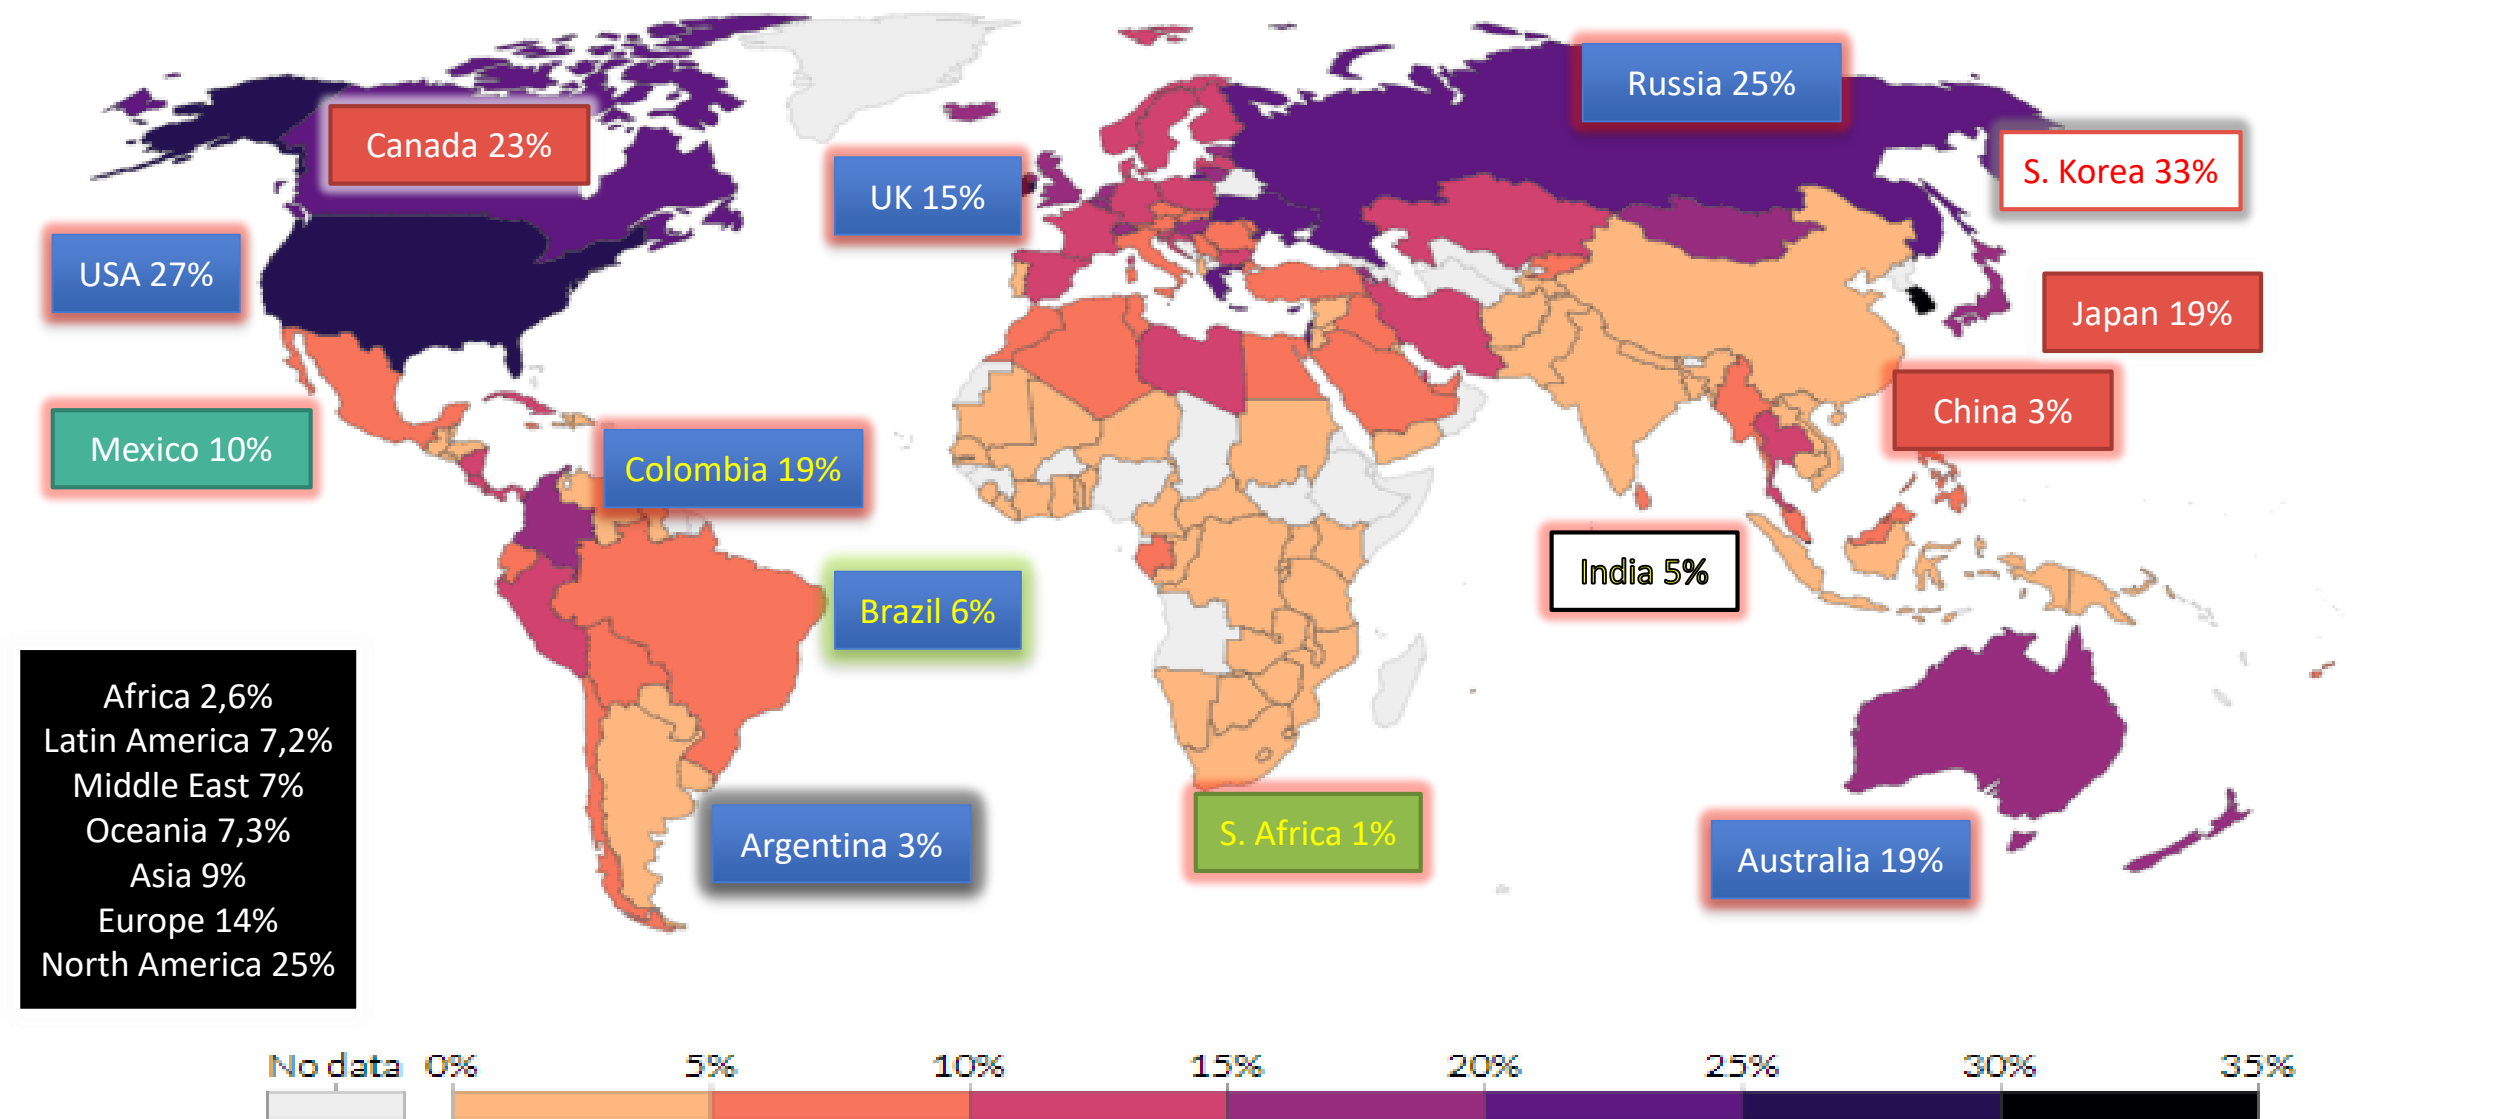 Russia 25%
Canada 23%
S. Korea 33%
UK 15%
USA 27%
Japan 19%
China 3%
Mexico 10%
Colombia 19%
India 5%
Brazil 6%
Africa 2,6%
Latin America 7,2%
Middle East 7%
Oceania 7,3%
Asia 9%
Europe 14%
North America 25%
S. Africa 1%
Argentina 3%
Australia 19%
No data 0% 5% 10% 15% 20% 25% 30% 35%